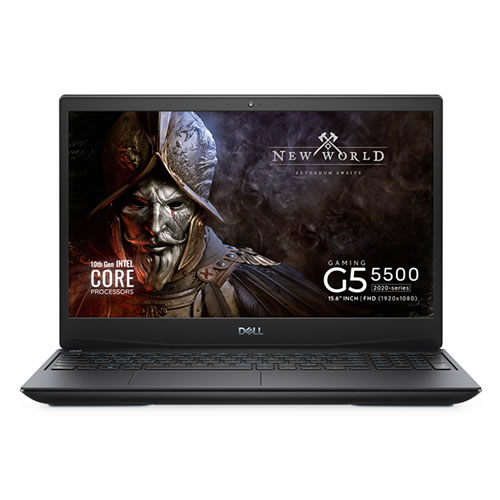 NEW WORLD
AETERNUM AWAITS
10th Gen INTEL
CORE
PROCESSORS
GAMING
G5 5500
2020-series
15.6" INCH | FHD (1920x1080)
DELL